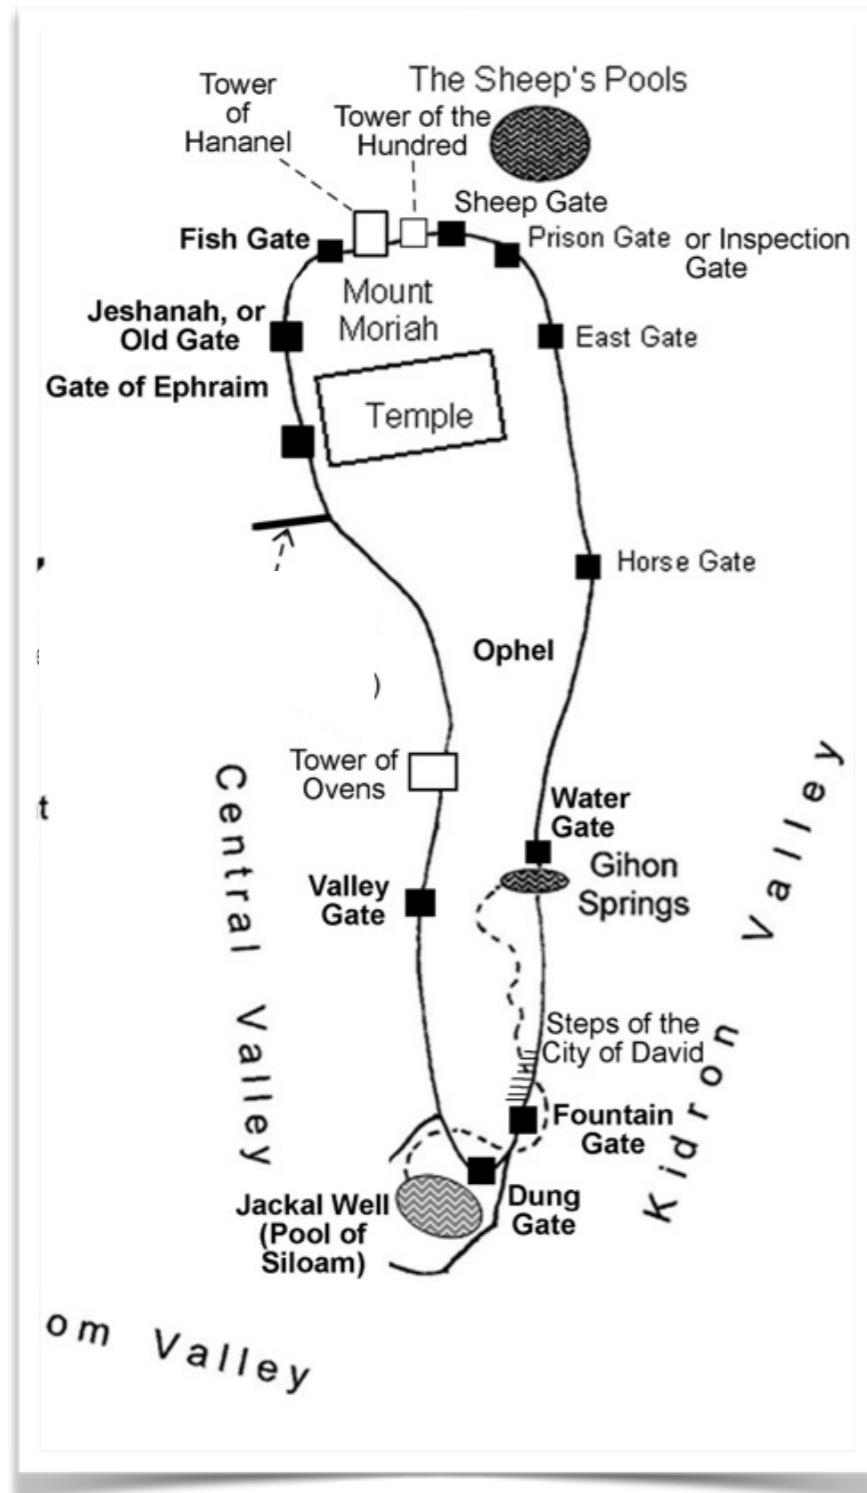 The Sheep's Pools
Tower
of
Hananel
Tower of the
Hundred
Sheep Gate
Fish Gate
Prison Gate or Inspection
Gate
Mount
Moriah
Jeshanah, or
Old Gate
East Gate
Gate of Ephraim
Temple
Horse Gate
Ophel
)
Tower of
Ovens
Central Valley
Water
Gate
t
Gihon
Springs
Valley
Gate
Kidron Valley
Steps of the
City of David
Fountain
Gate
Dung
Gate
Jackal Well
(Pool of
Siloam)
om Valley